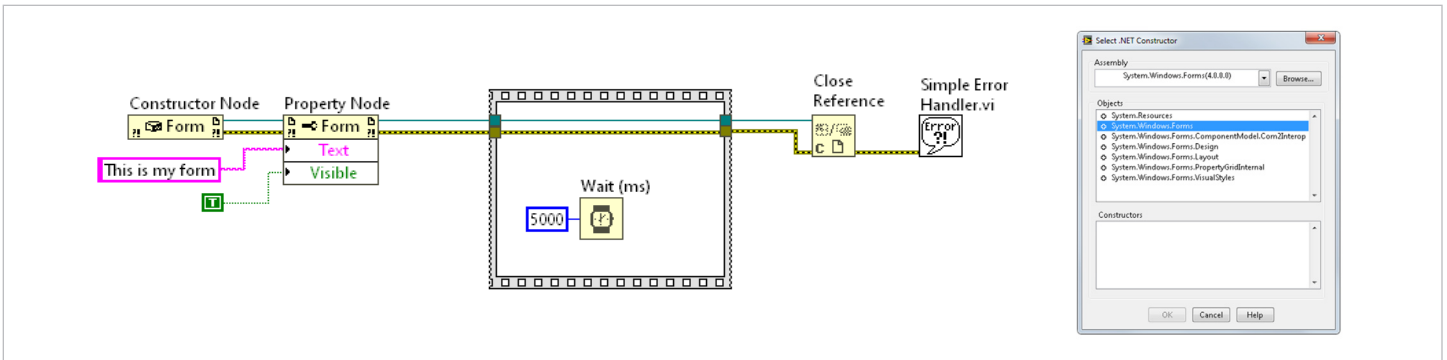 Constructor Node
Property Node
Form
Form
Text
Visible
This is my form
T
Wait (ms)
5000
Close
Reference
C
Simple Error
Handler.vi
Error
?!
Select .NET Constructor
Assembly
System.Windows.Forms(4.0.0.0)
Browse...
Objects
System.Resources
System.Windows.Forms
System.Windows.Forms.ComponentModel.Com2Interop
System.Windows.Forms.Design
System.Windows.Forms.Layout
System.Windows.Forms.PropertyGridInternal
System.Windows.Forms.VisualStyles
Constructors
OK Cancel Help